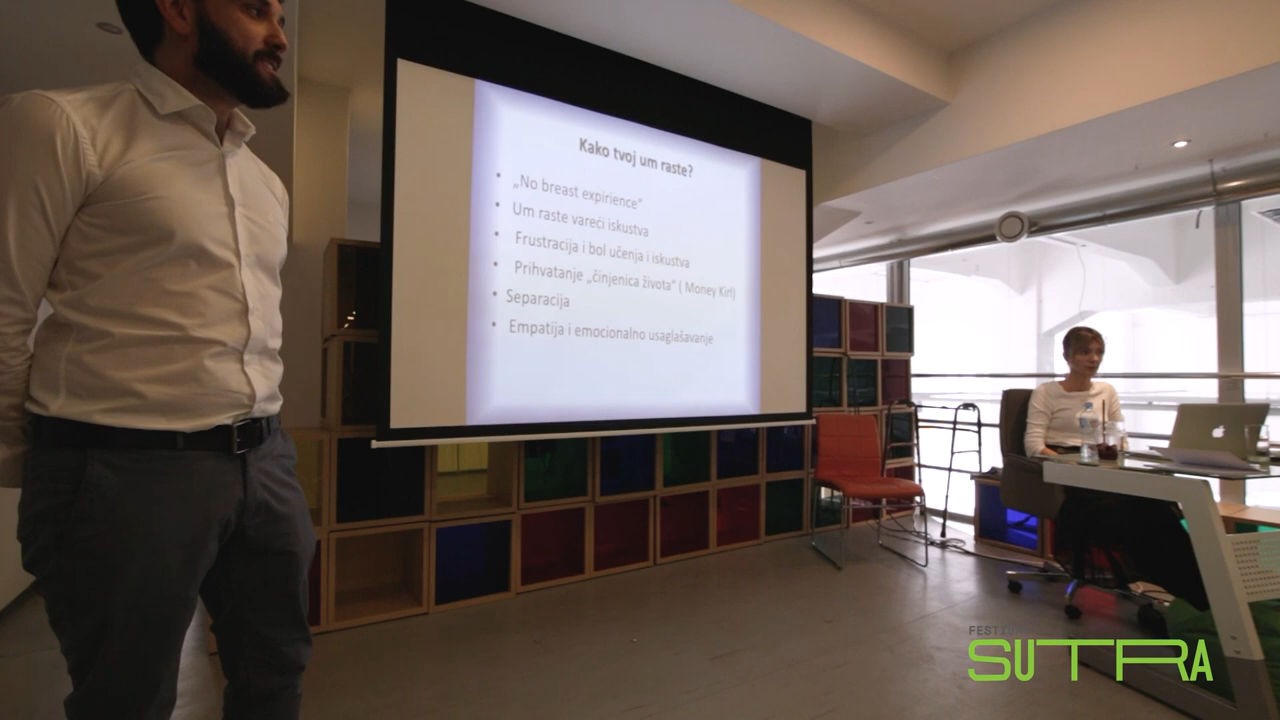 Kako tvoj um raste?
• „No breast expirience“
• Um raste vareći iskustva
• Frustracija i bol učenja i iskustva
• Prihvatanje „činjenica života“ ( Money Kirl)
• Separacija
• Empatija i emocionalno usaglašavanje
FESTIVAL
SUTRA